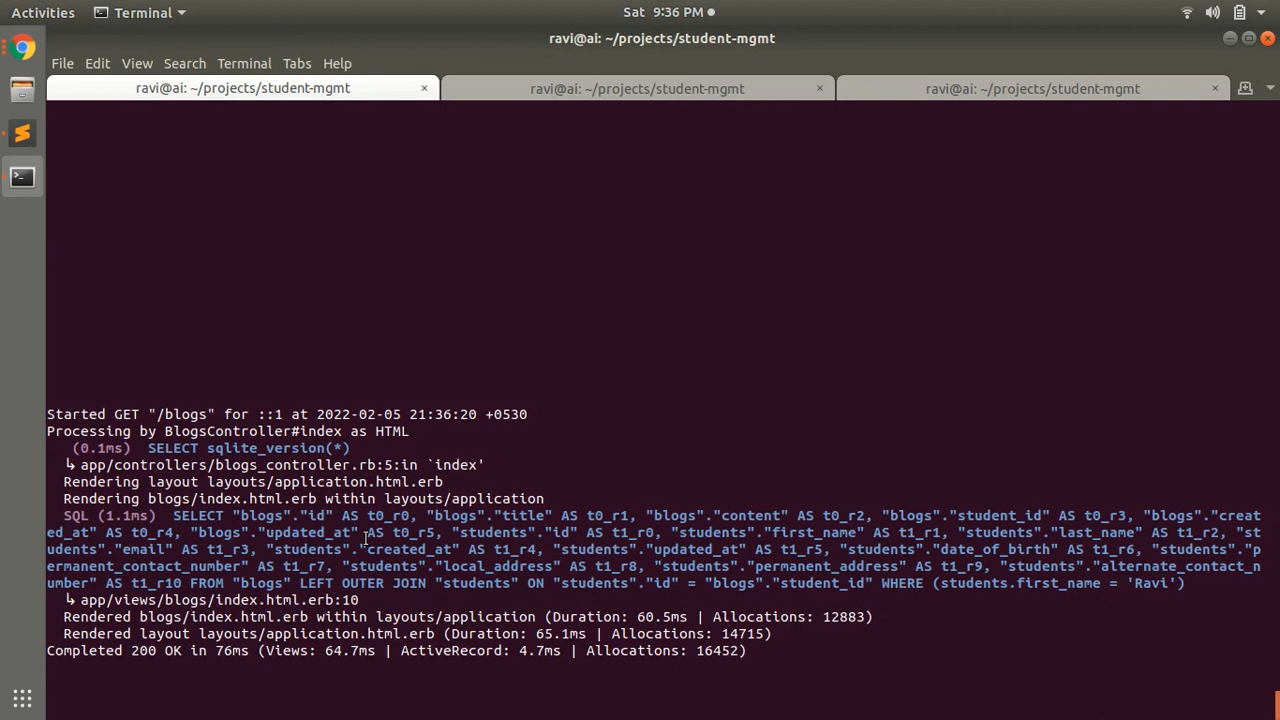 Activities Terminal Sat 9:36 PM
ravi@ai: ~/projects/student-mgmt
File Edit View Search Terminal Tabs Help
ravi@ai: ~/projects/student-mgmt × ravi@ai: ~/projects/student-mgmt × ravi@ai: ~/projects/student-mgmt ×
Started GET "/blogs" for ::1 at 2022-02-05 21:36:20 +0530
Processing by BlogsController#index as HTML
(0.1ms) SELECT sqlite_version(*)
↳ app/controllers/blogs_controller.rb:5:in `index'
Rendering layout layouts/application.html.erb
Rendering blogs/index.html.erb within layouts/application
SQL (1.1ms) SELECT "blogs"."id" AS t0_r0, "blogs"."title" AS t0_r1, "blogs"."content" AS t0_r2, "blogs"."student_id" AS t0_r3, "blogs"."creat
ed_at" AS t0_r4, "blogs"."updated_at" AS t0_r5, "students"."id" AS t1_r0, "students"."first_name" AS t1_r1, "students"."last_name" AS t1_r2, "st
udents"."email" AS t1_r3, "students"."created_at" AS t1_r4, "students"."updated_at" AS t1_r5, "students"."date_of_birth" AS t1_r6, "students"."p
ermanent_contact_number" AS t1_r7, "students"."local_address" AS t1_r8, "students"."permanent_address" AS t1_r9, "students"."alternate_contact_n
umber" AS t1_r10 FROM "blogs" LEFT OUTER JOIN "students" ON "students"."id" = "blogs"."student_id" WHERE (students.first_name = 'Ravi')
↳ app/views/blogs/index.html.erb:10
Rendered blogs/index.html.erb within layouts/application (Duration: 60.5ms | Allocations: 12883)
Rendered layout layouts/application.html.erb (Duration: 65.1ms | Allocations: 14715)
Completed 200 OK in 76ms (Views: 64.7ms | ActiveRecord: 4.7ms | Allocations: 16452)